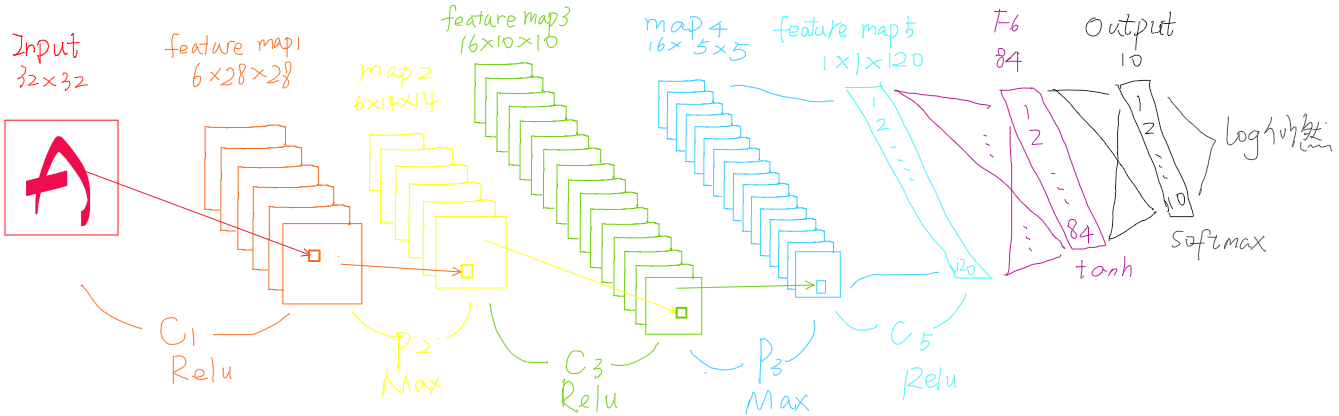 Input
32×32
feature map1
6×28×28
map2
6×14×14
feature map3
16×10×10
map4
16×5×5
feature map5
1×1×120
F6
84
Output
10
A
1
2
120
1
2
84
1
2
10
log似然
softmax
tanh
C1
Relu
P2
Max
C3
Relu
P3
Max
C5
Relu